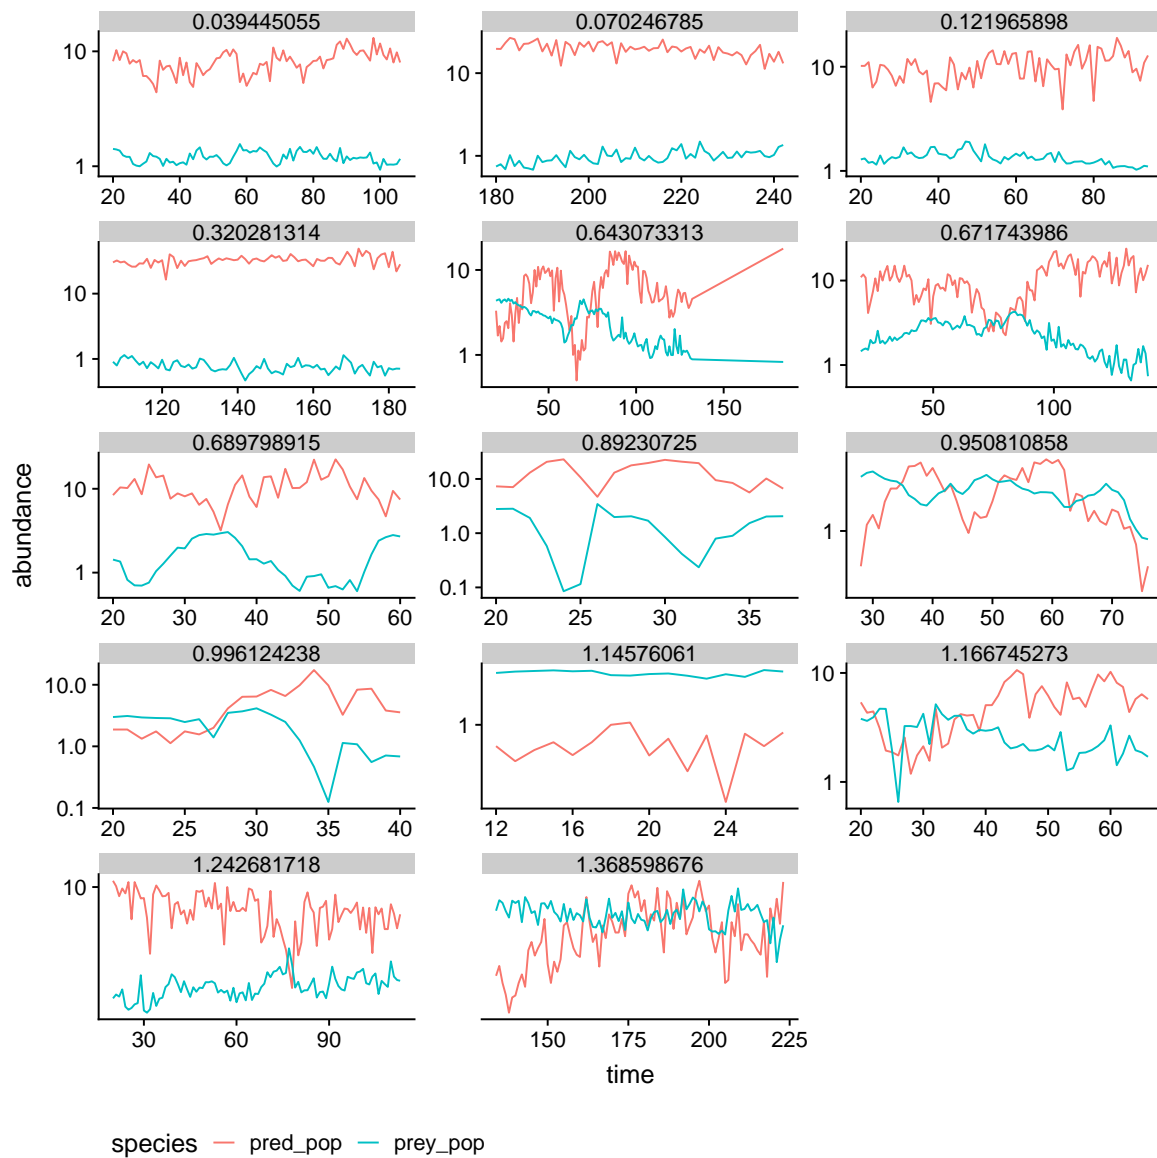 0.039445055 0.070246785 0.121965898
10 10 10
1 1 1
20 40 60 80 100 180 200 220 240 20 40 60 80
0.320281314 0.643073313 0.671743986
10 10 10
1 1 1
120 140 160 180 50 100 150 50 100
0.689798915 0.89230725 0.950810858
10 10.0
1 1.0 1
0.1
20 30 40 50 60 20 25 30 35 30 40 50 60 70
abundance
0.996124238 1.14576061 1.166745273
10.0 10
1.0 1 1
0.1
20 25 30 35 40 12 16 20 24 20 30 40 50 60
1.242681718 1.368598676
10
30 60 90 150 175 200 225
time
species pred_pop prey_pop